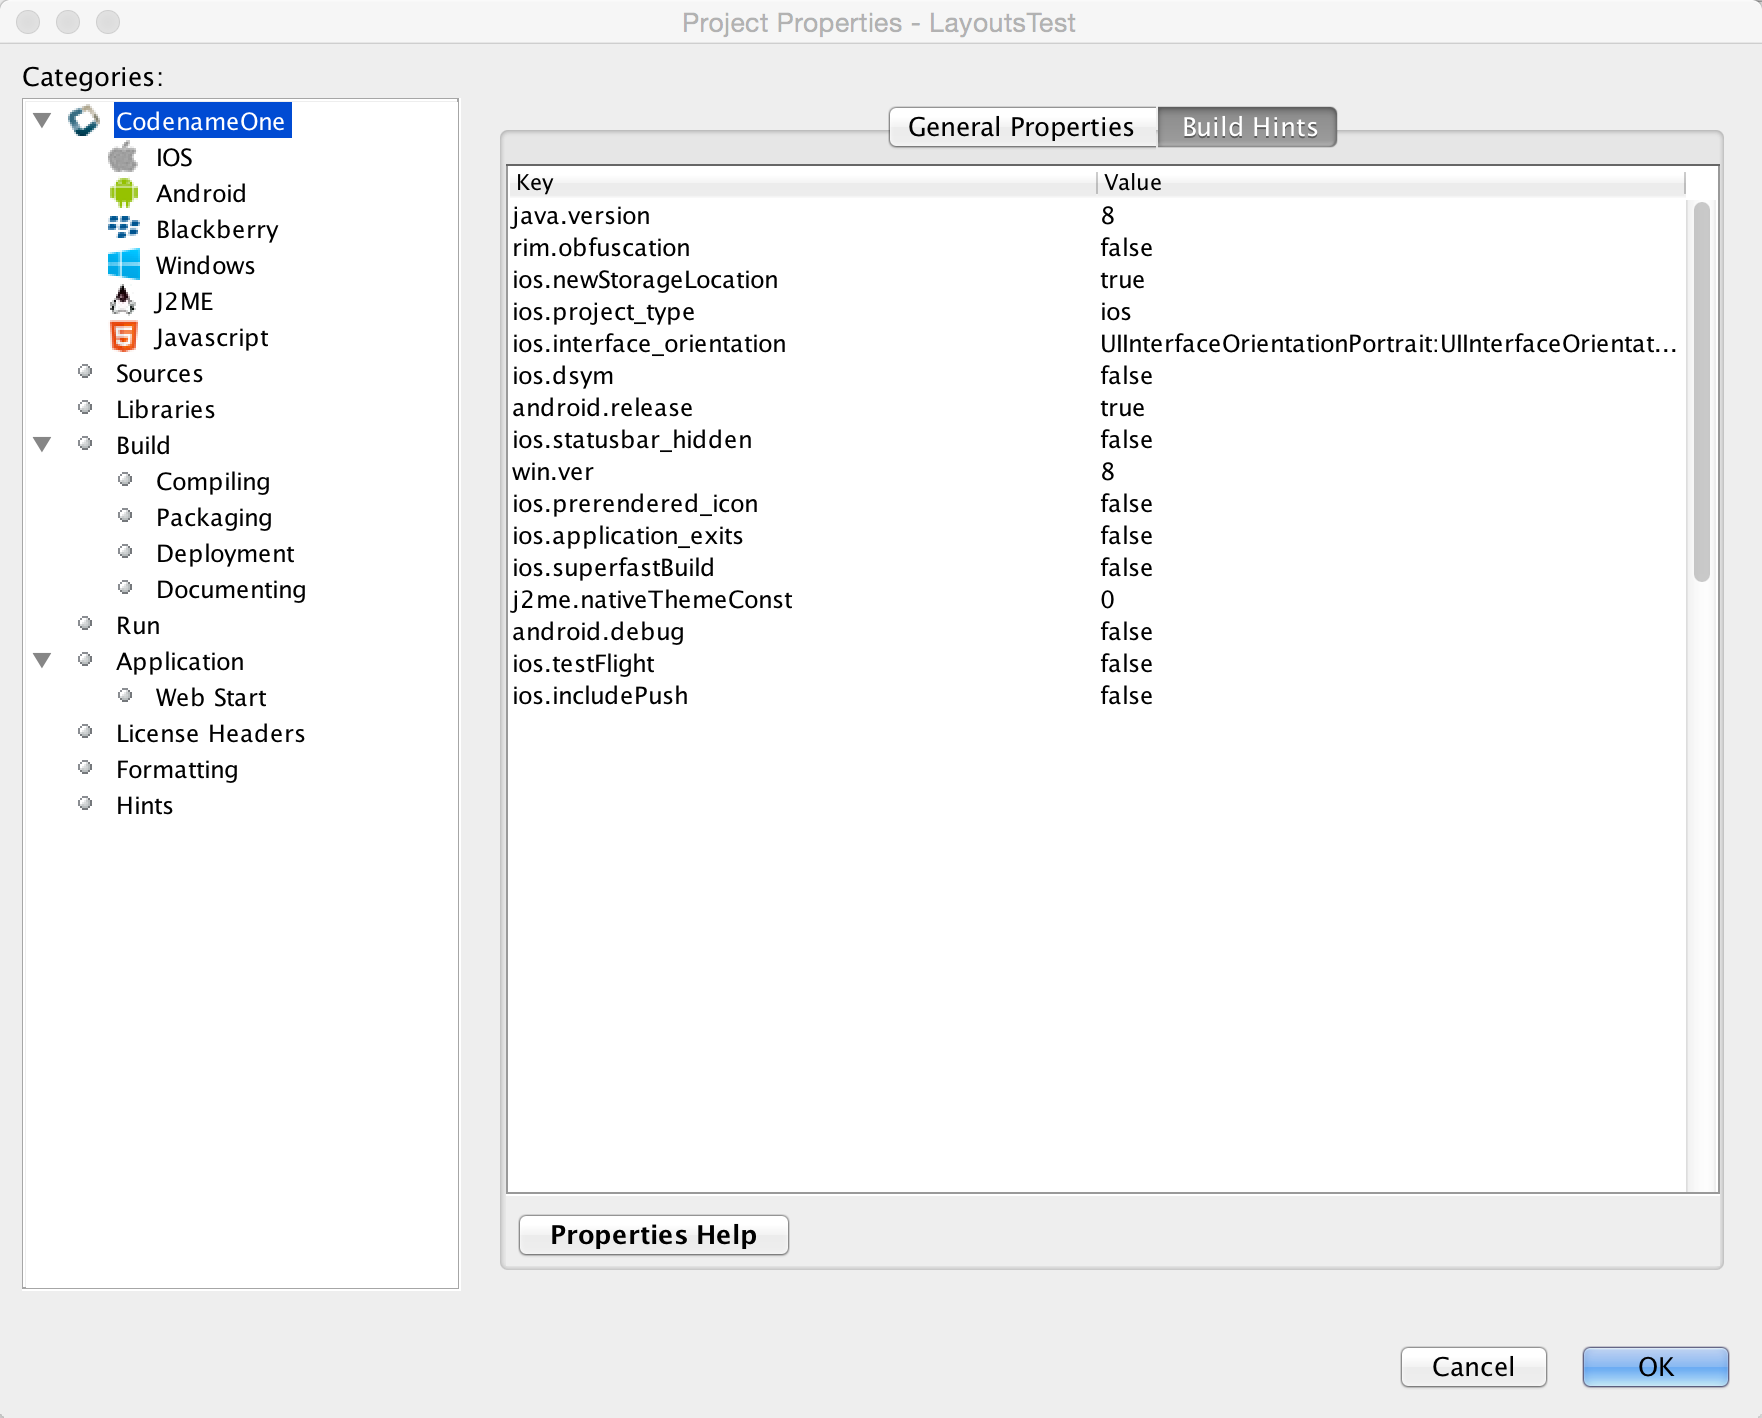 Project Properties - LayoutsTest
Categories:
CodenameOne
IOS
Android
Blackberry
Windows
J2ME
Javascript
Sources
Libraries
Build
Compiling
Packaging
Deployment
Documenting
Run
Application
Web Start
License Headers
Formatting
Hints
General Properties Build Hints
Key Value
java.version 8
rim.obfuscation false
ios.newStorageLocation true
ios.project_type ios
ios.interface_orientation UIInterfaceOrientationPortrait:UIInterfaceOrientat...
ios.dsym false
android.release true
ios.statusbar_hidden false
win.ver 8
ios.prerendered_icon false
ios.application_exits false
ios.superfastBuild false
j2me.nativeThemeConst 0
android.debug false
ios.testFlight false
ios.includePush false
Properties Help
Cancel OK